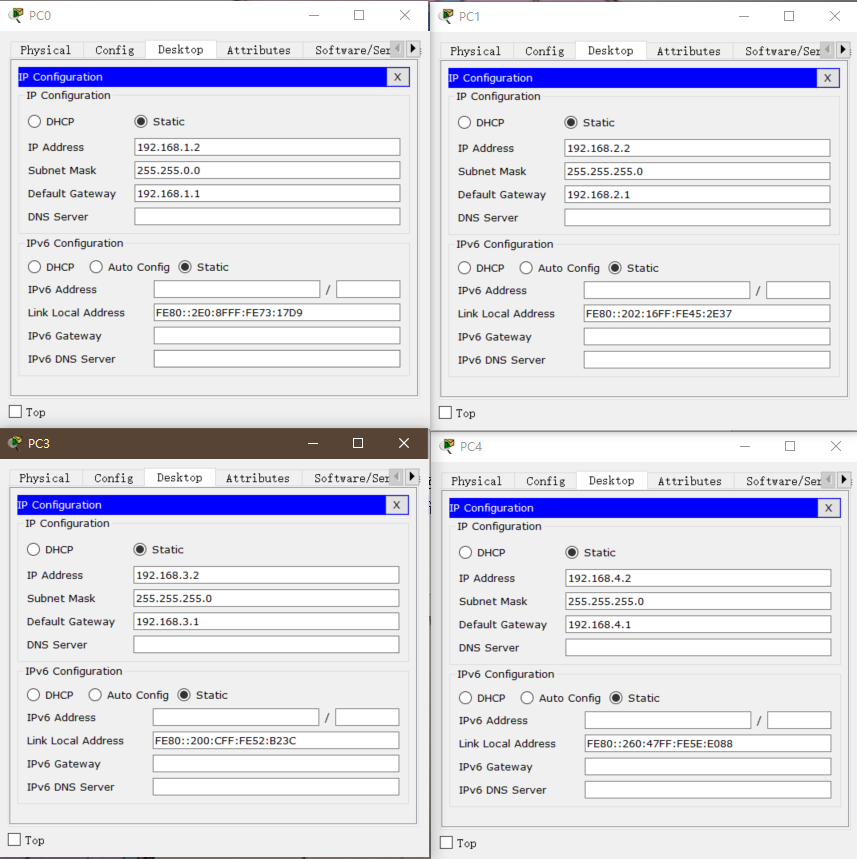 PC0
Physical Config Desktop Attributes Software/Ser
IP Configuration X
IP Configuration
DHCP Static
IP Address 192.168.1.2
Subnet Mask 255.255.0.0
Default Gateway 192.168.1.1
DNS Server
IPv6 Configuration
DHCP Auto Config Static
IPv6 Address /
Link Local Address FE80::2E0:8FFF:FE73:17D9
IPv6 Gateway
IPv6 DNS Server
Top
PC1
Physical Config Desktop Attributes Software/Ser
IP Configuration X
IP Configuration
DHCP Static
IP Address 192.168.2.2
Subnet Mask 255.255.255.0
Default Gateway 192.168.2.1
DNS Server
IPv6 Configuration
DHCP Auto Config Static
IPv6 Address /
Link Local Address FE80::202:16FF:FE45:2E37
IPv6 Gateway
IPv6 DNS Server
Top
PC3
Physical Config Desktop Attributes Software/Ser
IP Configuration X
IP Configuration
DHCP Static
IP Address 192.168.3.2
Subnet Mask 255.255.255.0
Default Gateway 192.168.3.1
DNS Server
IPv6 Configuration
DHCP Auto Config Static
IPv6 Address /
Link Local Address FE80::200:CFF:FE52:B23C
IPv6 Gateway
IPv6 DNS Server
Top
PC4
Physical Config Desktop Attributes Software/Ser
IP Configuration X
IP Configuration
DHCP Static
IP Address 192.168.4.2
Subnet Mask 255.255.255.0
Default Gateway 192.168.4.1
DNS Server
IPv6 Configuration
DHCP Auto Config Static
IPv6 Address /
Link Local Address FE80::260:47FF:FE5E:E088
IPv6 Gateway
IPv6 DNS Server
Top